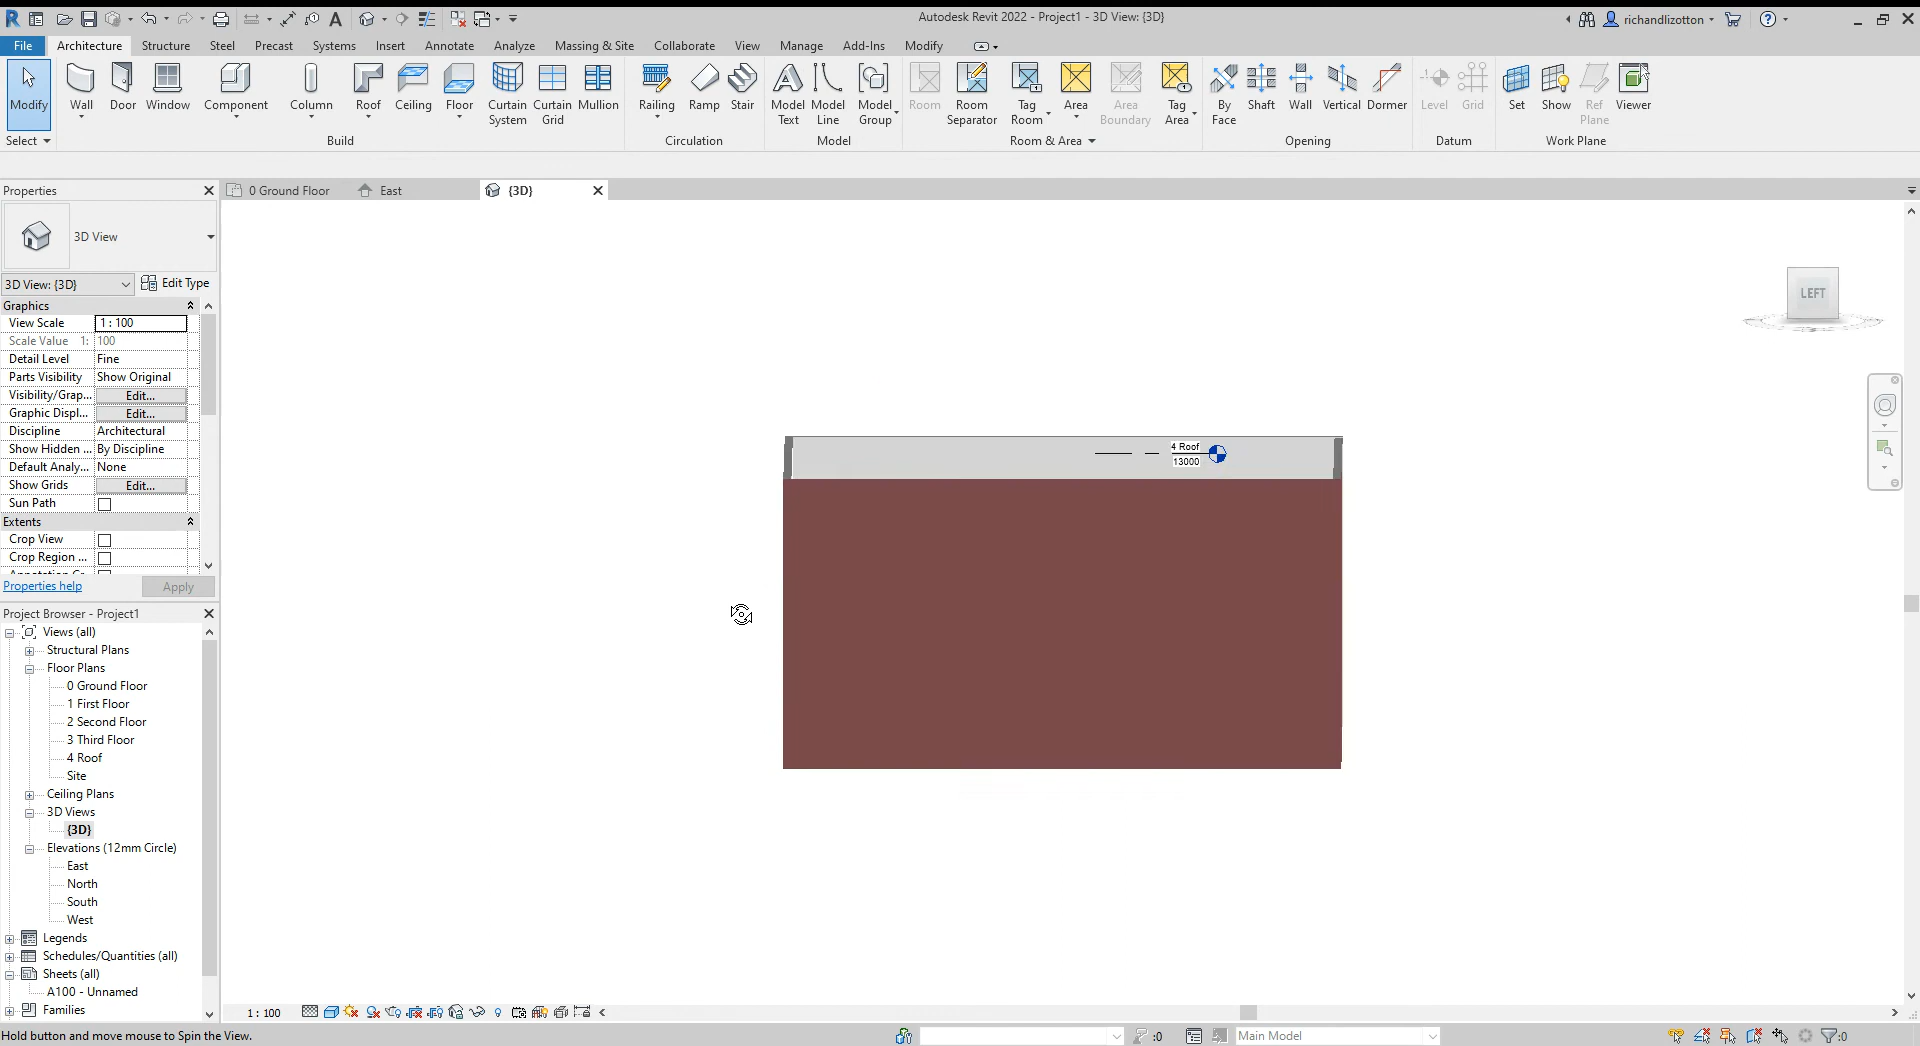 Autodesk Revit 2022 - Project1 - 3D View: {3D}
richandlizotton
File Architecture Structure Steel Precast Systems Insert Annotate Analyze Massing & Site Collaborate View Manage Add-Ins Modify
Modify Wall Door Window Component Column Roof Ceiling Floor Curtain System Curtain Grid Mullion Railing Ramp Stair Model Text Model Line Model Group Room Room Separator Tag Room Area Area Boundary Tag Area By Face Shaft Wall Vertical Dormer Level Grid Set Show Ref Plane Viewer
Select Build Circulation Model Room & Area Opening Datum Work Plane
Properties
0 Ground Floor East {3D}
3D View
3D View: {3D} Edit Type
Graphics
View Scale 1 : 100
Scale Value 1: 100
Detail Level Fine
Parts Visibility Show Original
Visibility/Grap... Edit...
Graphic Displ... Edit...
Discipline Architectural
Show Hidden ... By Discipline
Default Analy... None
Show Grids Edit...
Sun Path
Extents
Crop View
Crop Region ...
Properties help Apply
Project Browser - Project1
Views (all)
Structural Plans
Floor Plans
0 Ground Floor
1 First Floor
2 Second Floor
3 Third Floor
4 Roof
Site
Ceiling Plans
3D Views
{3D}
Elevations (12mm Circle)
East
North
South
West
Legends
Schedules/Quantities (all)
Sheets (all)
A100 - Unnamed
Families
LEFT
4 Roof
13000
1 : 100
Hold button and move mouse to Spin the View.
:0
Main Model
:0